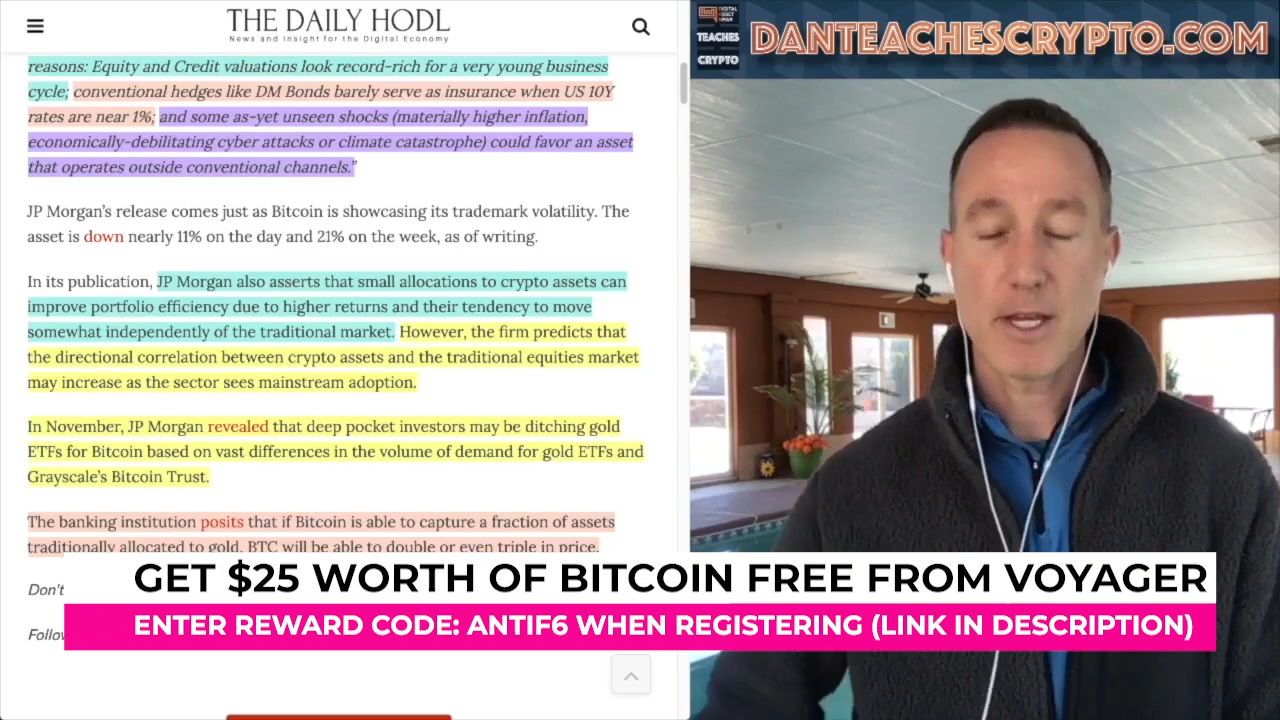 THE DAILY HODL
News and Insight for the Digital Economy
reasons: Equity and Credit valuations look record-rich for a very young business
cycle; conventional hedges like DM Bonds barely serve as insurance when US 10Y
rates are near 1%; and some as-yet unseen shocks (materially higher inflation,
economically-debilitating cyber attacks or climate catastrophe) could favor an asset
that operates outside conventional channels.”
JP Morgan’s release comes just as Bitcoin is showcasing its trademark volatility. The
asset is down nearly 11% on the day and 21% on the week, as of writing.
In its publication, JP Morgan also asserts that small allocations to crypto assets can
improve portfolio efficiency due to higher returns and their tendency to move
somewhat independently of the traditional market. However, the firm predicts that
the directional correlation between crypto assets and the traditional equities market
may increase as the sector sees mainstream adoption.
In November, JP Morgan revealed that deep pocket investors may be ditching gold
ETFs for Bitcoin based on vast differences in the volume of demand for gold ETFs and
Grayscale’s Bitcoin Trust.
The banking institution posits that if Bitcoin is able to capture a fraction of assets
traditionally allocated to gold, BTC will be able to double or even triple in price.
Don't
Follow
DIGITAL ASSET NEWS
TEACHES
CRYPTO
DANTEACHESCRYPTO.COM
GET $25 WORTH OF BITCOIN FREE FROM VOYAGER
ENTER REWARD CODE: ANTIF6 WHEN REGISTERING (LINK IN DESCRIPTION)